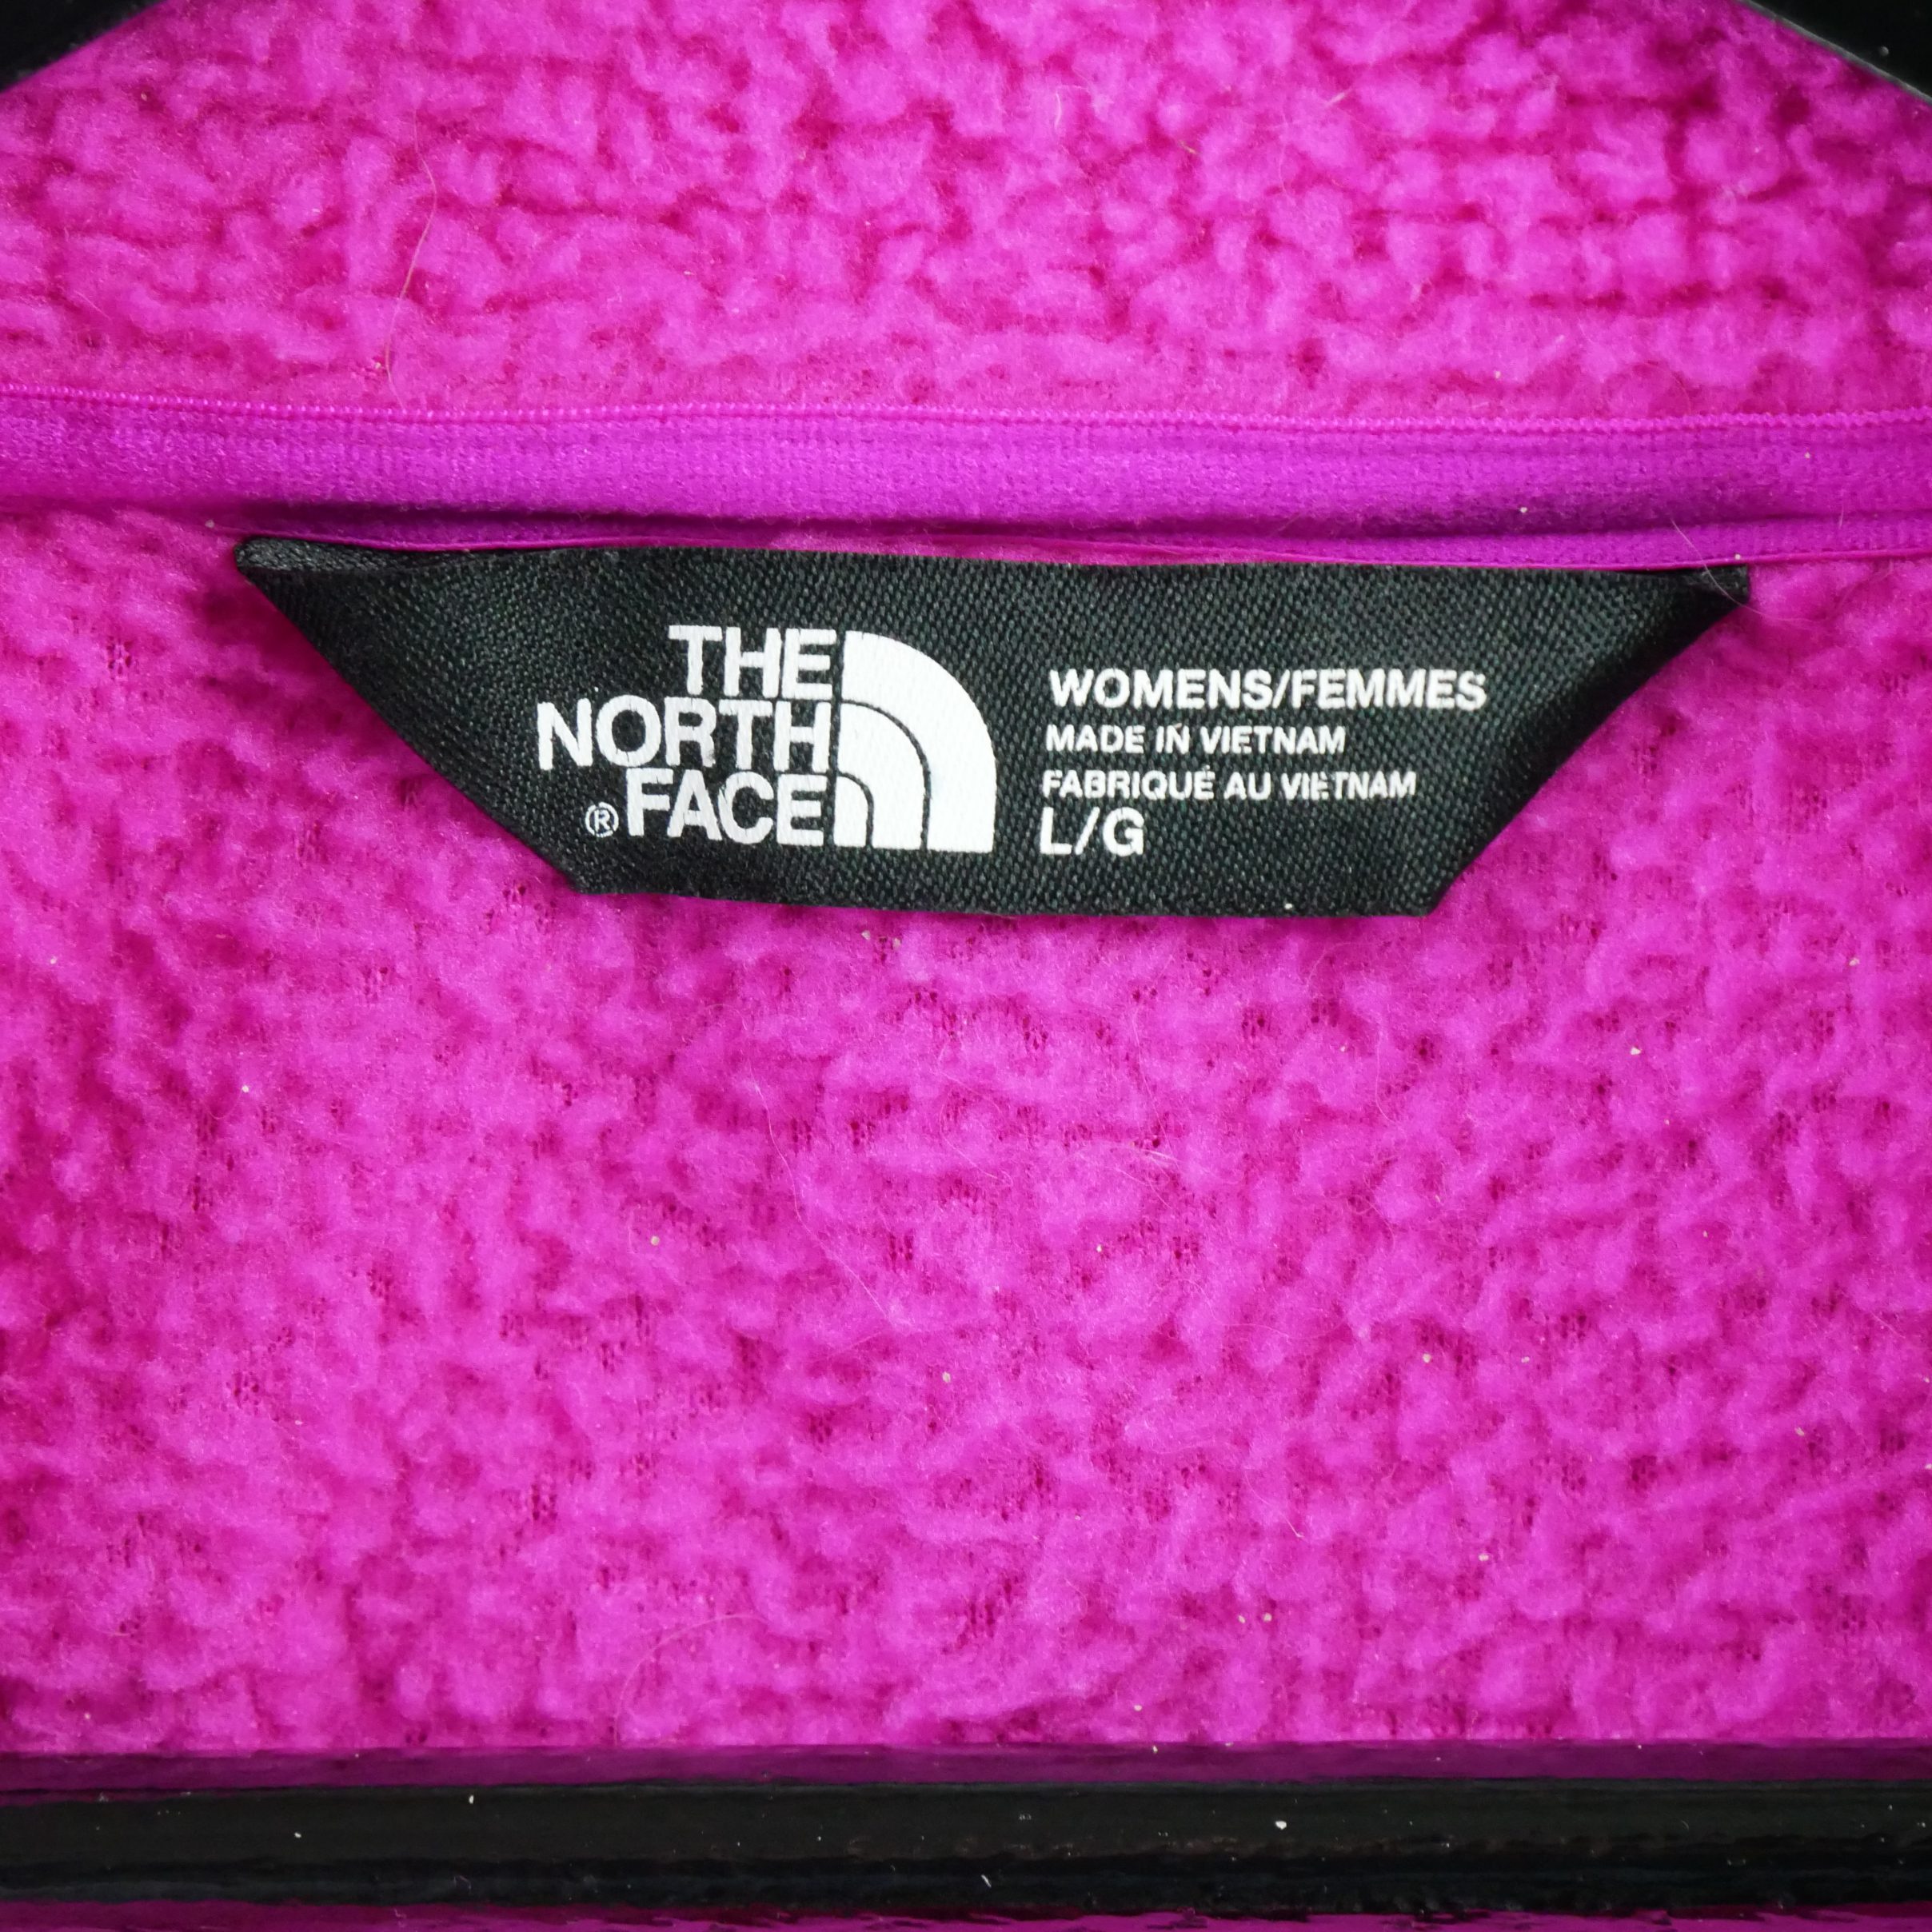 THE
NORTH
®FACE
WOMENS/FEMMES
MADE IN VIETNAM
FABRIQUÉ AU VIETNAM
L/G